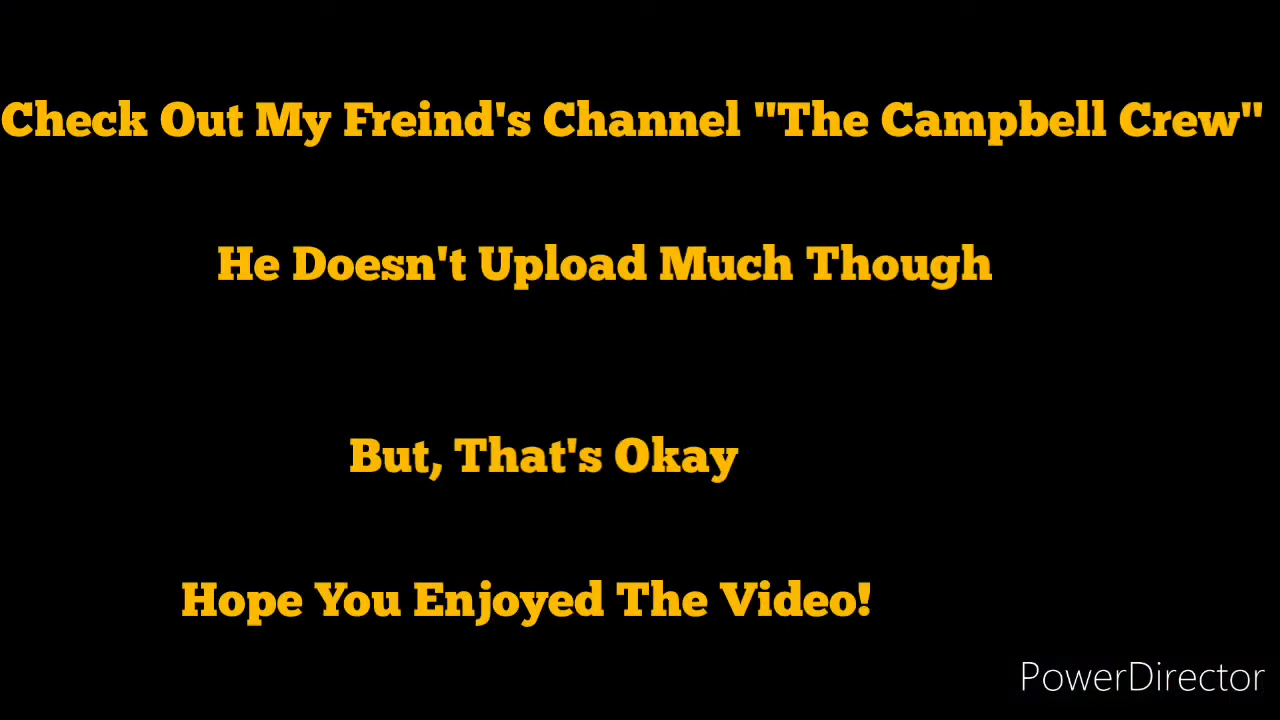 Check Out My Freind's Channel "The Campbell Crew"
He Doesn't Upload Much Though
But, That's Okay
Hope You Enjoyed The Video!
PowerDirector